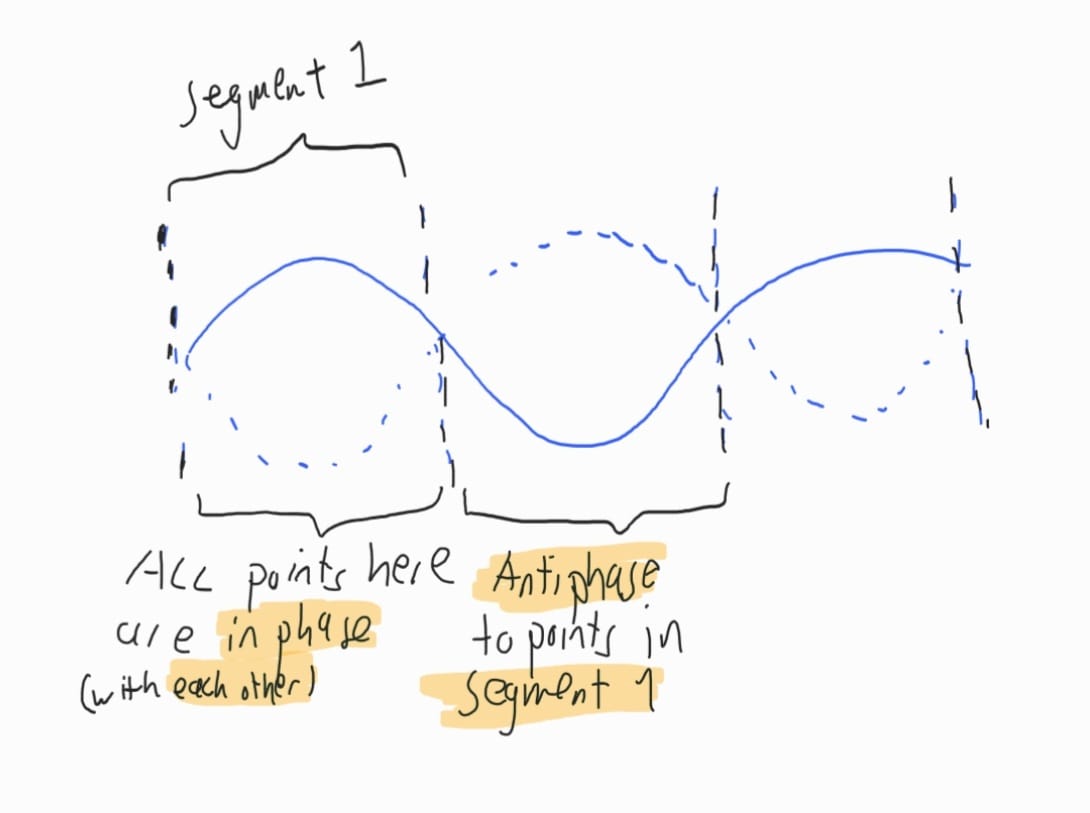 segment 1
ALL points here
are in phase
(with each other)
Antiphase
to points in
Segment 1